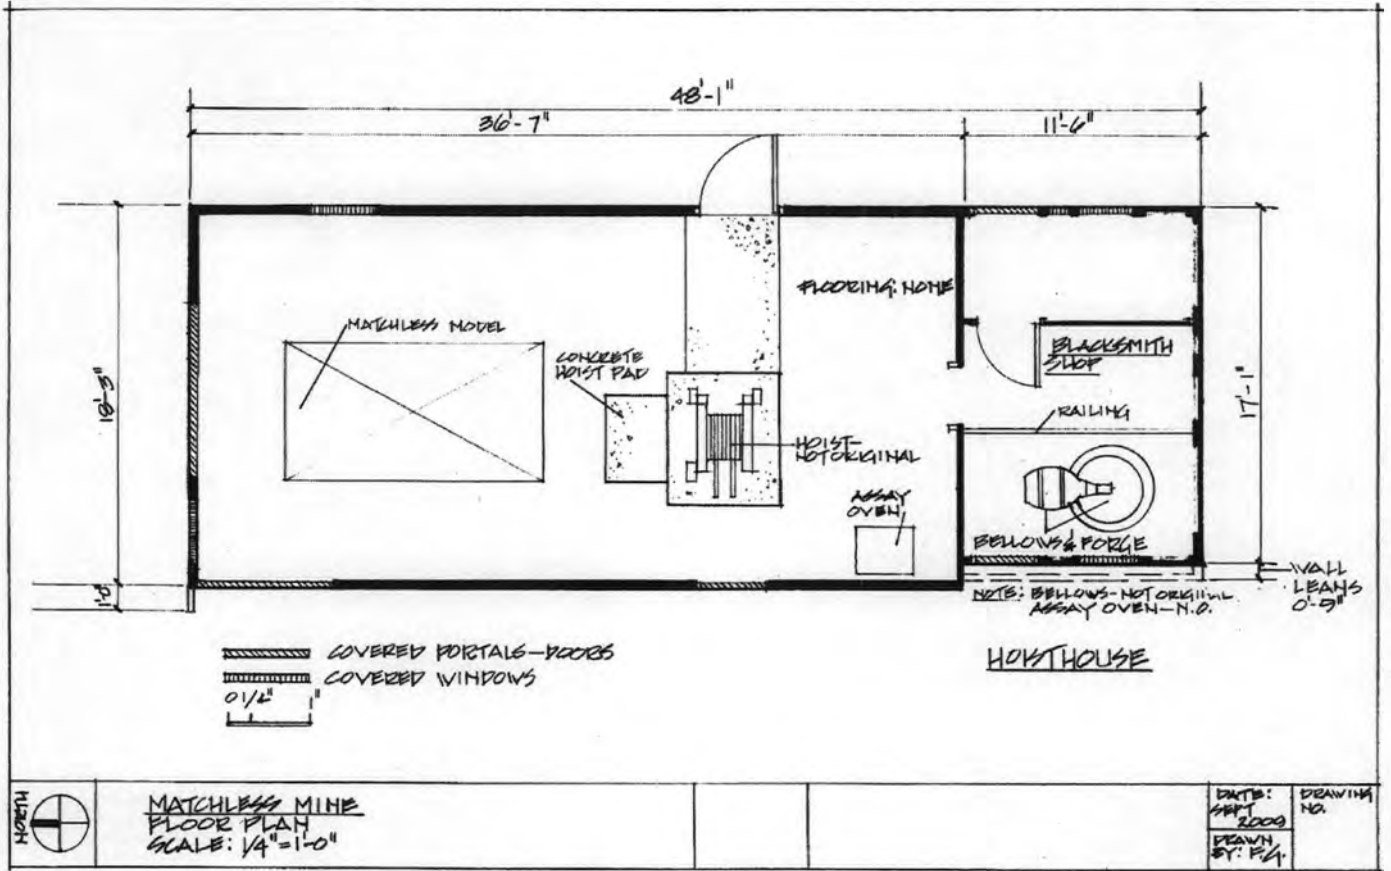 48'-1"
36'-7"
11'-6"
FLOORING: NONE
MATCHLESS MODEL
CONCRETE
HOIST PAD
BLACKSMITH
SHOP
18'-3"
17'-1"
RAILING
HOIST-
NOT ORIGINAL
ASSAY
OVEN
BELLOWS & FORGE
1'-0"
WALL
LEANS
0'-9"
NOTE: BELLOWS-NOT ORIGINAL
ASSAY OVEN-N.O.
COVERED PORTALS-DOORS
COVERED WINDOWS
0 1/4" 1"
HOISTHOUSE
NORTH
MATCHLESS MINE
FLOOR PLAN
SCALE: 1/4"=1'-0"
DATE:
SEPT
2009
DRAWN
BY: F.G.
DRAWING
NO.